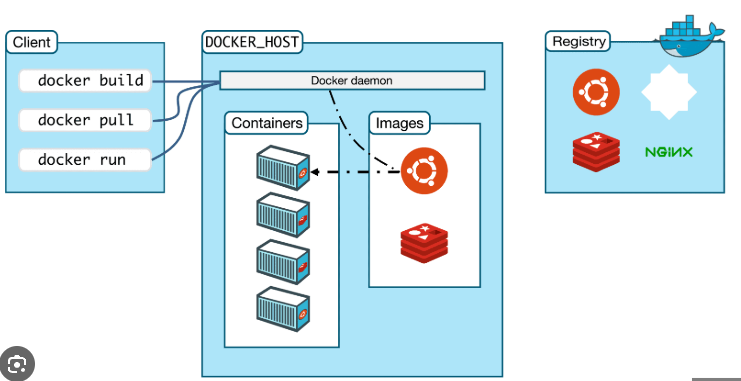 Client
docker build
docker pull
docker run
DOCKER_HOST
Docker daemon
Containers
Images
Registry
NGINX